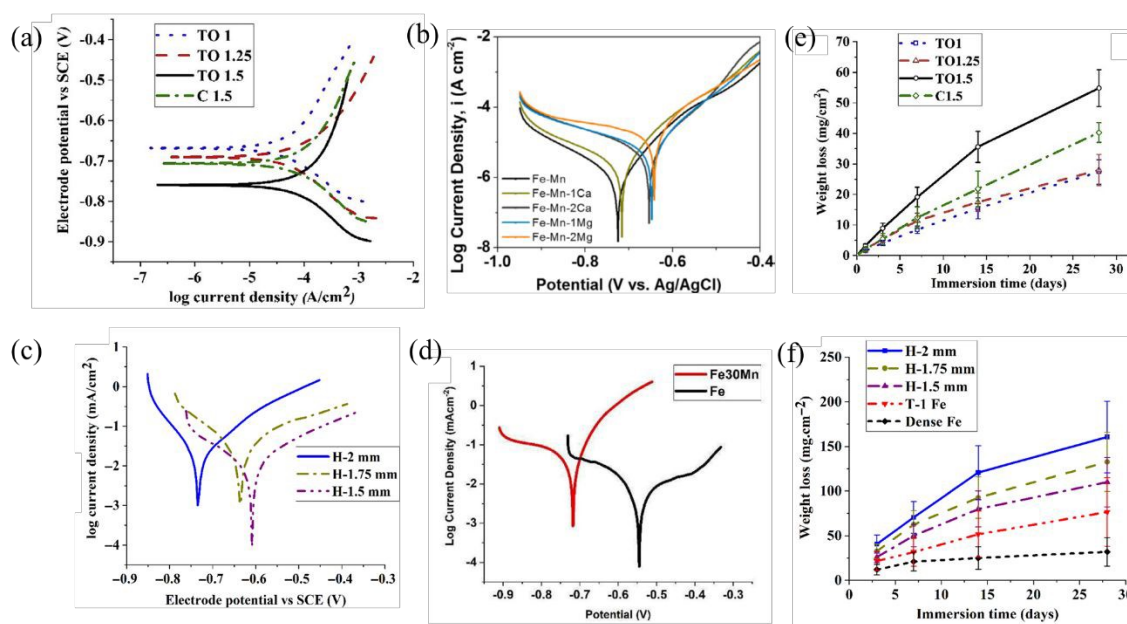 (a)
TO 1
TO 1.25
TO 1.5
C 1.5
Electrode potential vs SCE (V)
-0.4
-0.5
-0.6
-0.7
-0.8
-0.9
-7 -6 -5 -4 -3 -2
log current density (A/cm²)
(b)
Log Current Density, i (A cm⁻²)
-2
-4
-6
-8
Fe-Mn
Fe-Mn-1Ca
Fe-Mn-2Ca
Fe-Mn-1Mg
Fe-Mn-2Mg
-1.0 -0.8 -0.6 -0.4
Potential (V vs. Ag/AgCl)
(e)
TO1
TO1.25
TO1.5
C1.5
Weight loss (mg/cm²)
70
60
50
40
30
20
10
0
0 5 10 15 20 25 30
Immersion time (days)
(c)
log current density (mA/cm²)
1
0
−1
−2
−3
−4
H-2 mm
H-1.75 mm
H-1.5 mm
−0.9 −0.8 −0.7 −0.6 −0.5 −0.4 −0.3
Electrode potential vs SCE (V)
(d)
Fe30Mn
Fe
Log Current Density (mAcm⁻²)
1
0
-1
-2
-3
-4
-0.9 -0.8 -0.7 -0.6 -0.5 -0.4 -0.3
Potential (V)
(f)
H-2 mm
H-1.75 mm
H-1.5 mm
T-1 Fe
Dense Fe
Weight loss (mg.cm⁻²)
250
200
150
100
50
0
0 5 10 15 20 25 30
Immersion time (days)